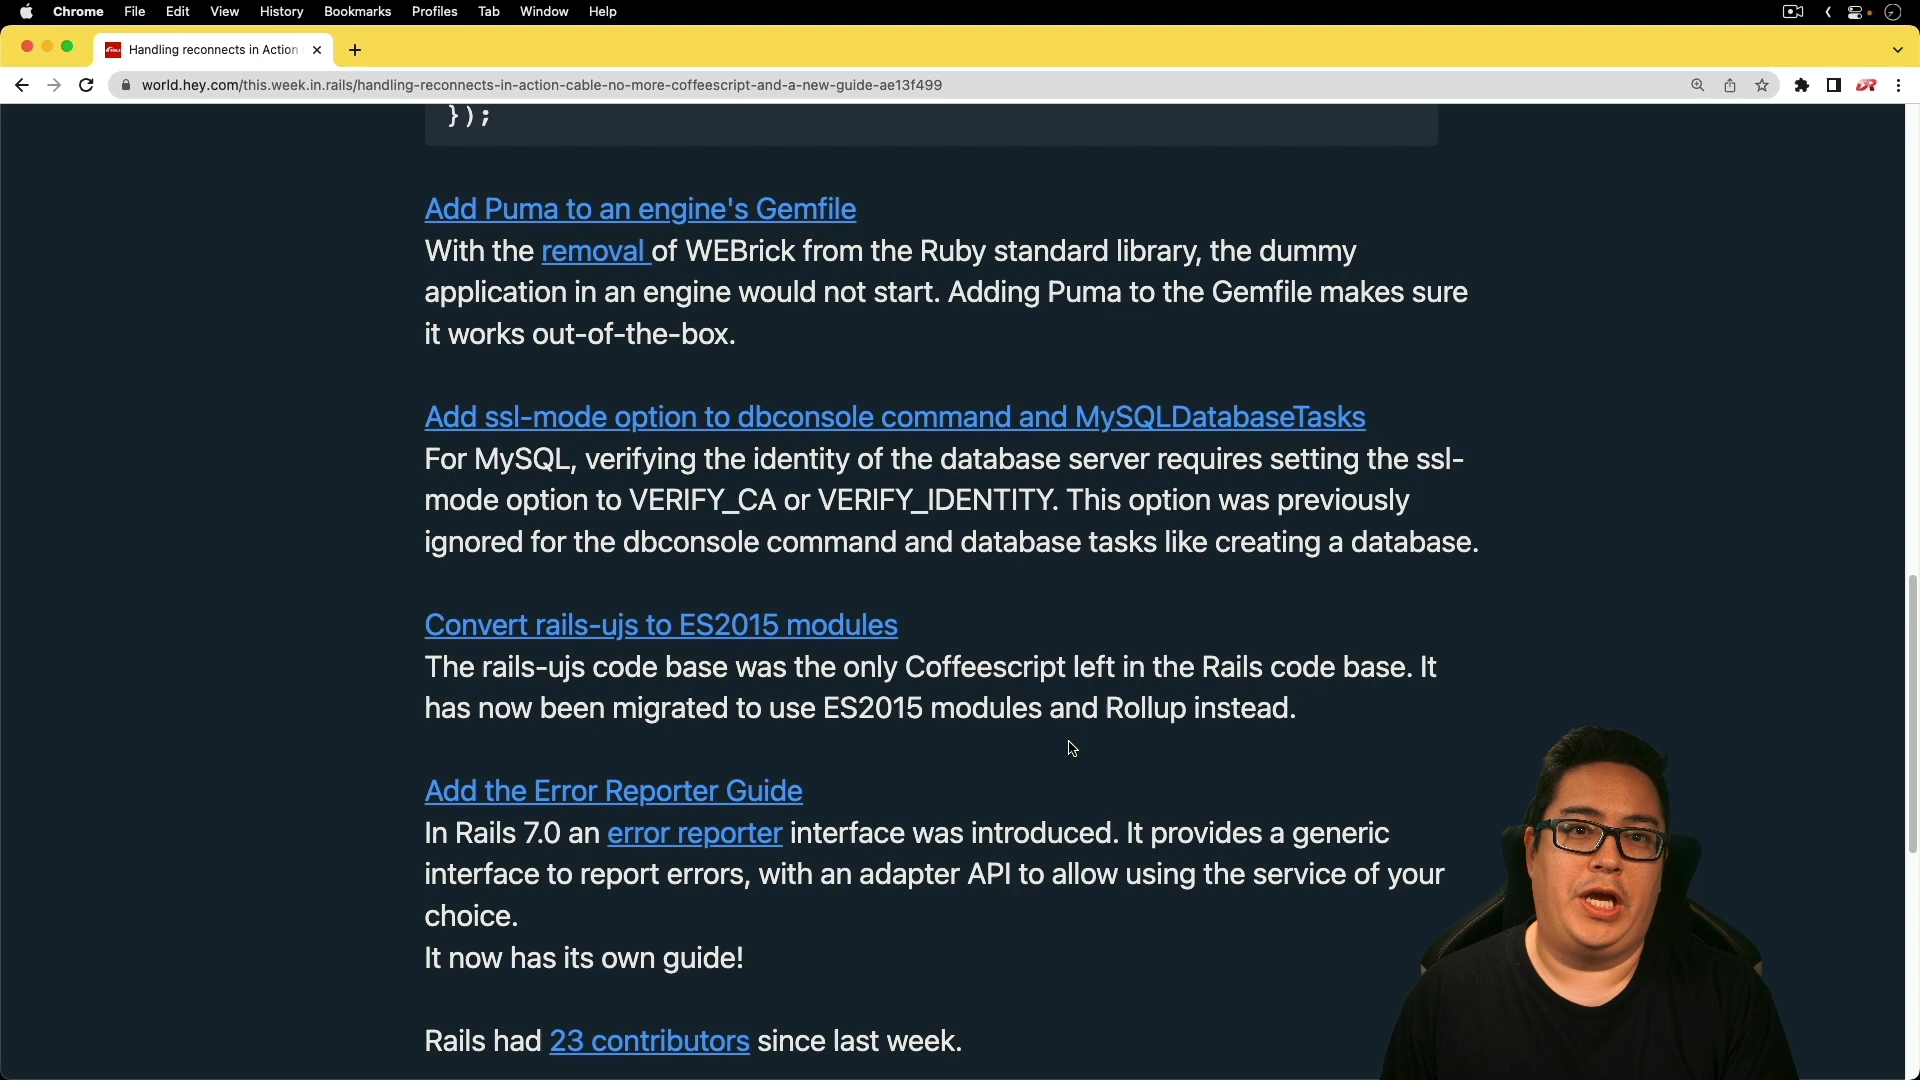 Chrome File Edit View History Bookmarks Profiles Tab Window Help
Handling reconnects in Action
world.hey.com/this.week.in.rails/handling-reconnects-in-action-cable-no-more-coffeescript-and-a-new-guide-ae13f499
});
Add Puma to an engine's Gemfile
With the removal of WEBrick from the Ruby standard library, the dummy
application in an engine would not start. Adding Puma to the Gemfile makes sure
it works out-of-the-box.
Add ssl-mode option to dbconsole command and MySQLDatabaseTasks
For MySQL, verifying the identity of the database server requires setting the ssl-
mode option to VERIFY_CA or VERIFY_IDENTITY. This option was previously
ignored for the dbconsole command and database tasks like creating a database.
Convert rails-ujs to ES2015 modules
The rails-ujs code base was the only Coffeescript left in the Rails code base. It
has now been migrated to use ES2015 modules and Rollup instead.
Add the Error Reporter Guide
In Rails 7.0 an error reporter interface was introduced. It provides a generic
interface to report errors, with an adapter API to allow using the service of your
choice.
It now has its own guide!
Rails had 23 contributors since last week.